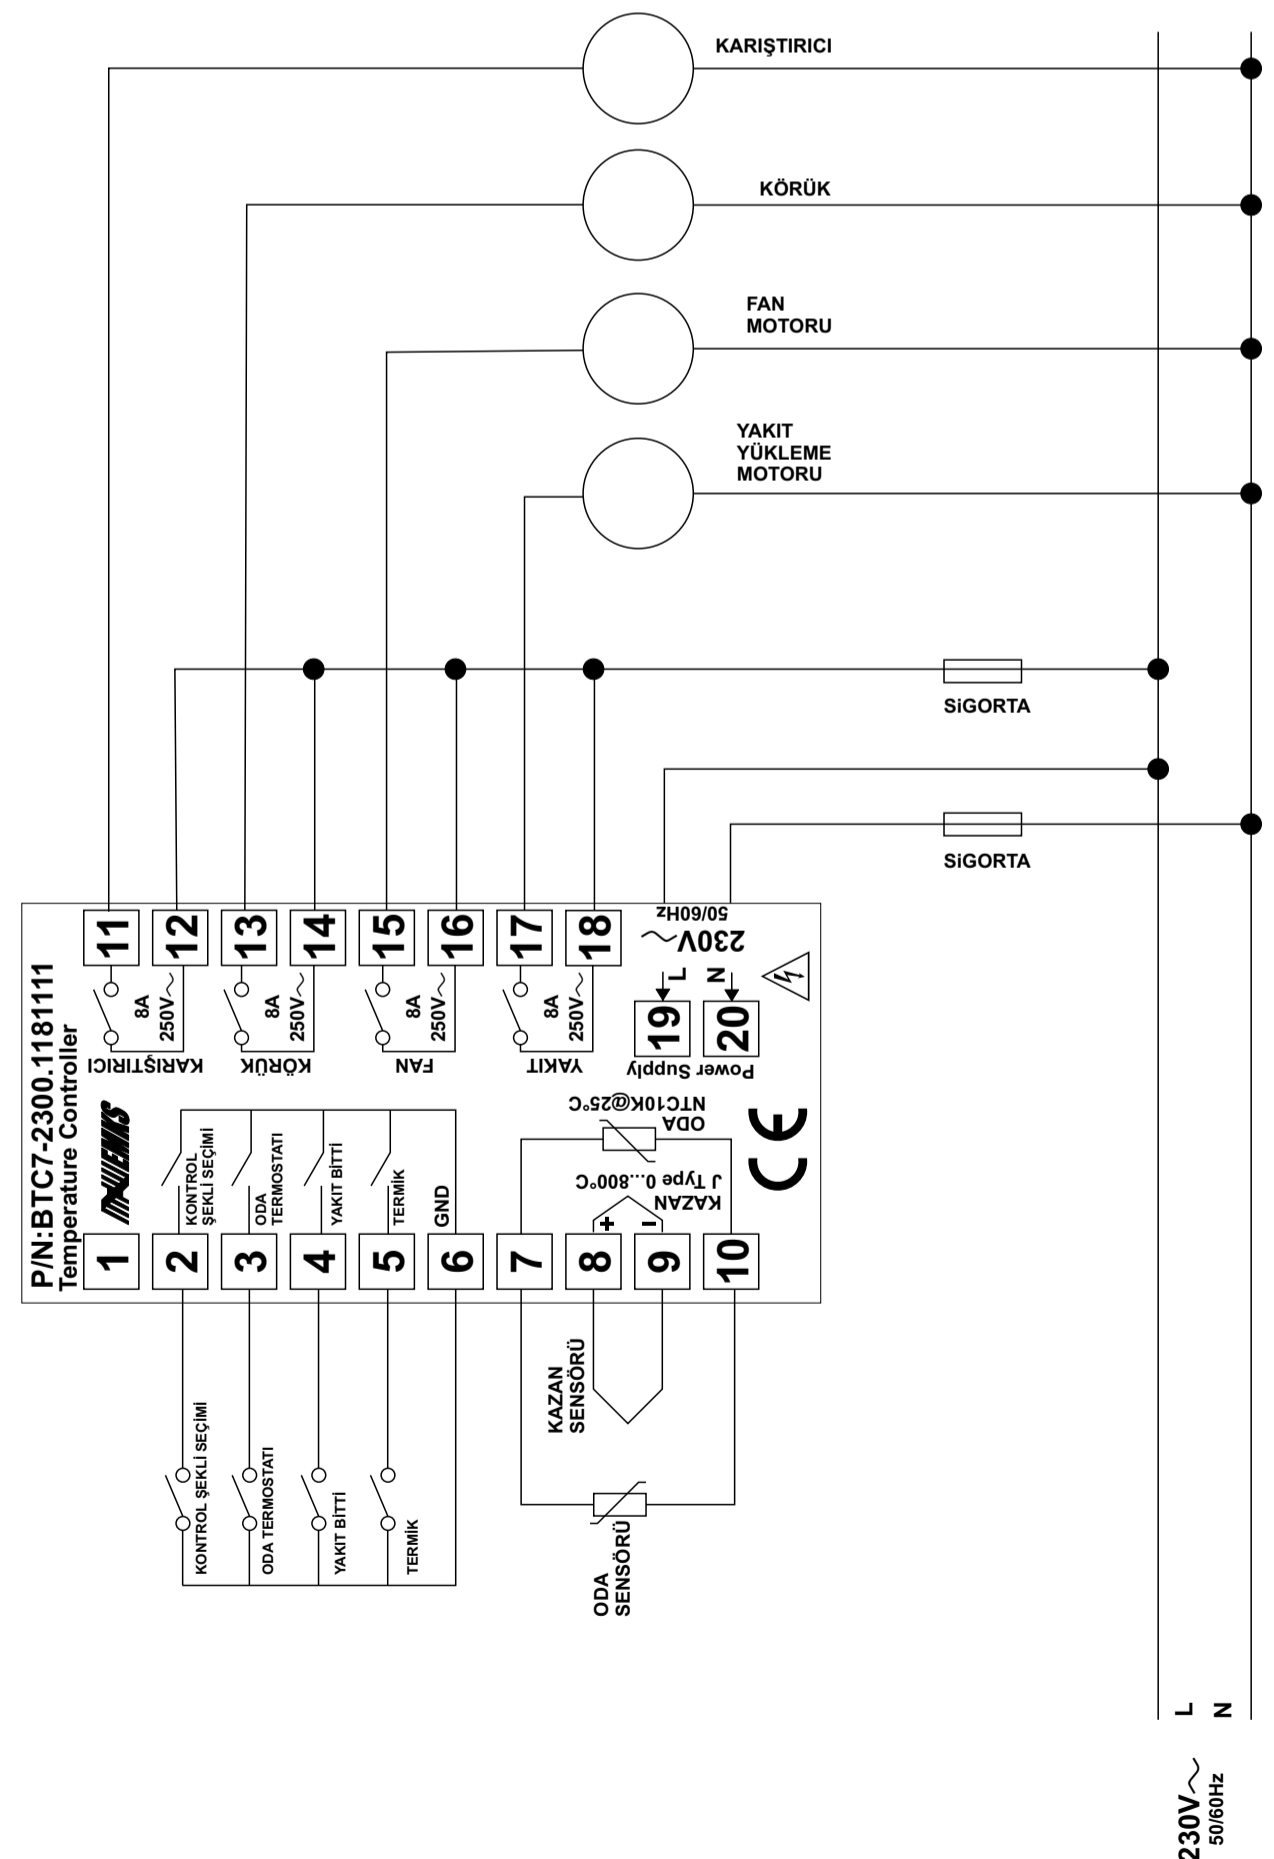 KARIŞTIRICI
KÖRÜK
FAN
MOTORU
YAKIT
YÜKLEME
MOTORU
SiGORTA
SiGORTA
P/N:BTC7-2300.1181111
Temperature Controller
EMKS
11
12
13
14
15
16
17
18
8A
250V~
KARIŞTIRICI
8A
250V~
KÖRÜK
8A
250V~
FAN
8A
250V~
YAKIT
230V~
50/60Hz
L
N
19
20
Power Supply
NTC10K@25°C
ODA
J Type 0...800°C
KAZAN
+
-
CE
KONTROL
ŞEKLİ SEÇİMİ
ODA
TERMOSTATI
YAKIT BİTTİ
TERMİK
GND
1
2
3
4
5
6
7
8
9
10
KONTROL ŞEKLİ SEÇİMİ
ODA TERMOSTATI
YAKIT BİTTİ
TERMİK
KAZAN
SENSÖRÜ
ODA
SENSÖRÜ
L
N
230V~
50/60Hz